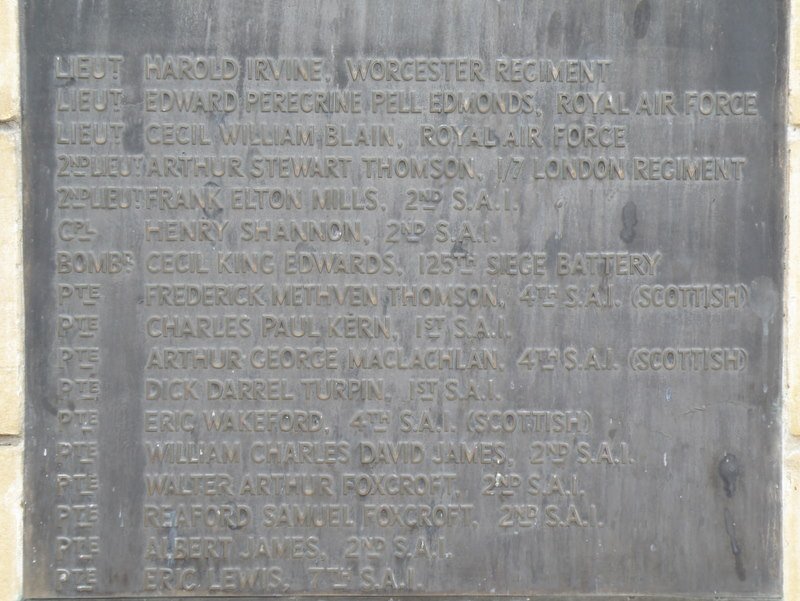 LIEUT HAROLD IRVINE, WORCESTER REGIMENT
LIEUT EDWARD PEREGRINE PELL EDMONDS, ROYAL AIR FORCE
LIEUT CECIL WILLIAM BLAIN, ROYAL AIR FORCE
2ND LIEUT ARTHUR STEWART THOMSON, 1/7 LONDON REGIMENT
2ND LIEUT FRANK ELTON MILLS, 2ND S.A.I.
CPL HENRY SHANNON, 2ND S.A.I.
BOMBR CECIL KING EDWARDS, 125TH SIEGE BATTERY
PTE FREDERICK METHVEN THOMSON, 4TH S.A.I. (SCOTTISH)
PTE CHARLES PAUL KERN, 1ST S.A.I.
PTE ARTHUR GEORGE MACLACHLAN, 4TH S.A.I. (SCOTTISH)
PTE DICK DARREL TURPIN, 1ST S.A.I.
PTE ERIC WAKEFORD, 4TH S.A.I. (SCOTTISH)
PTE WILLIAM CHARLES DAVID JAMES, 2ND S.A.I.
PTE WALTER ARTHUR FOXCROFT, 2ND S.A.I.
PTE REAFORD SAMUEL FOXCROFT, 2ND S.A.I.
PTE ALBERT JAMES, 2ND S.A.I.
PTE ERIC LEWIS, 7TH S.A.I.